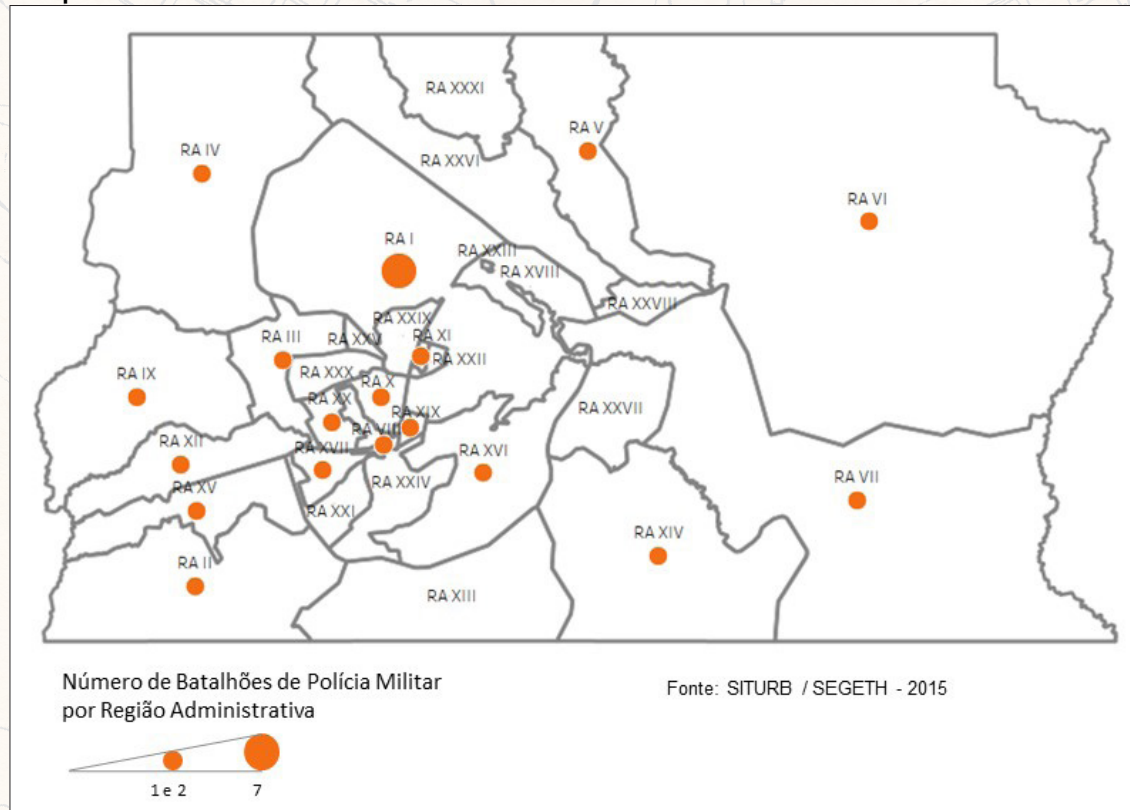 RA XXXI
RA V
RA IV
RA XXVI
RA VI
RA I
RA XXIII
RA XVIII
RA XXVIII
RA XXIX
RA III
RA XXV
RA XI
RA XXII
RA IX
RA XXX
RA X
RA XX
RA XIX
RA XXVII
RA VIII
RA XII
RA XVII
RA XVI
RA XXIV
RA VII
RA XV
RA XXI
RA XIV
RA II
RA XIII
Número de Batalhões de Polícia Militar
por Região Administrativa
1 e 2
7
Fonte: SITURB / SEGETH - 2015